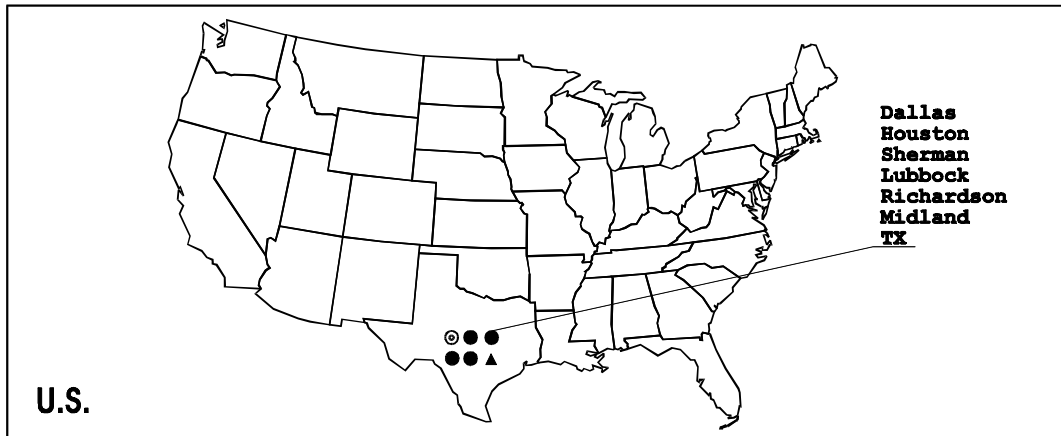 Dallas
Houston
Sherman
Lubbock
Richardson
Midland
TX
U.S.